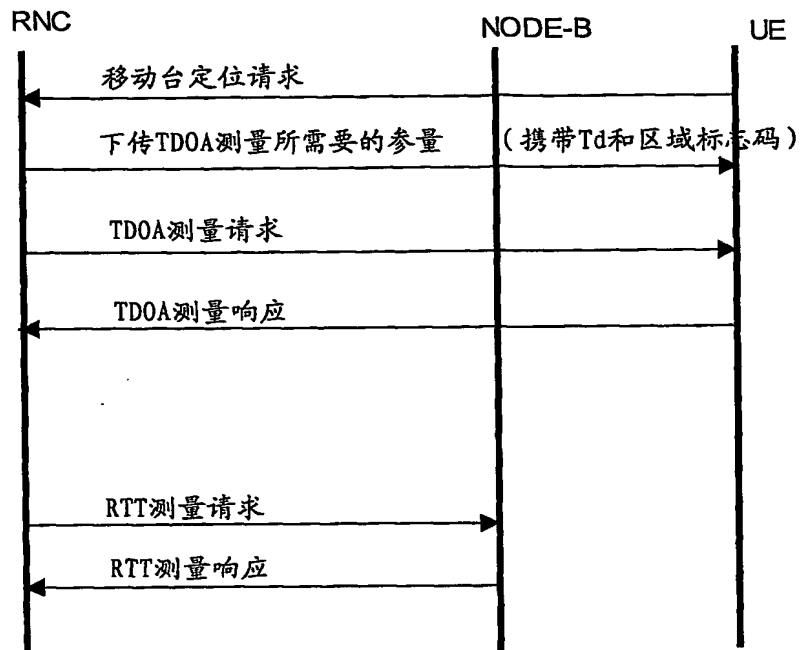 RNC
NODE-B
UE
移动台定位请求
下传TDOA测量所需要的参量 (携带Td和区域标志码)
TDOA测量请求
TDOA测量响应
RTT测量请求
RTT测量响应